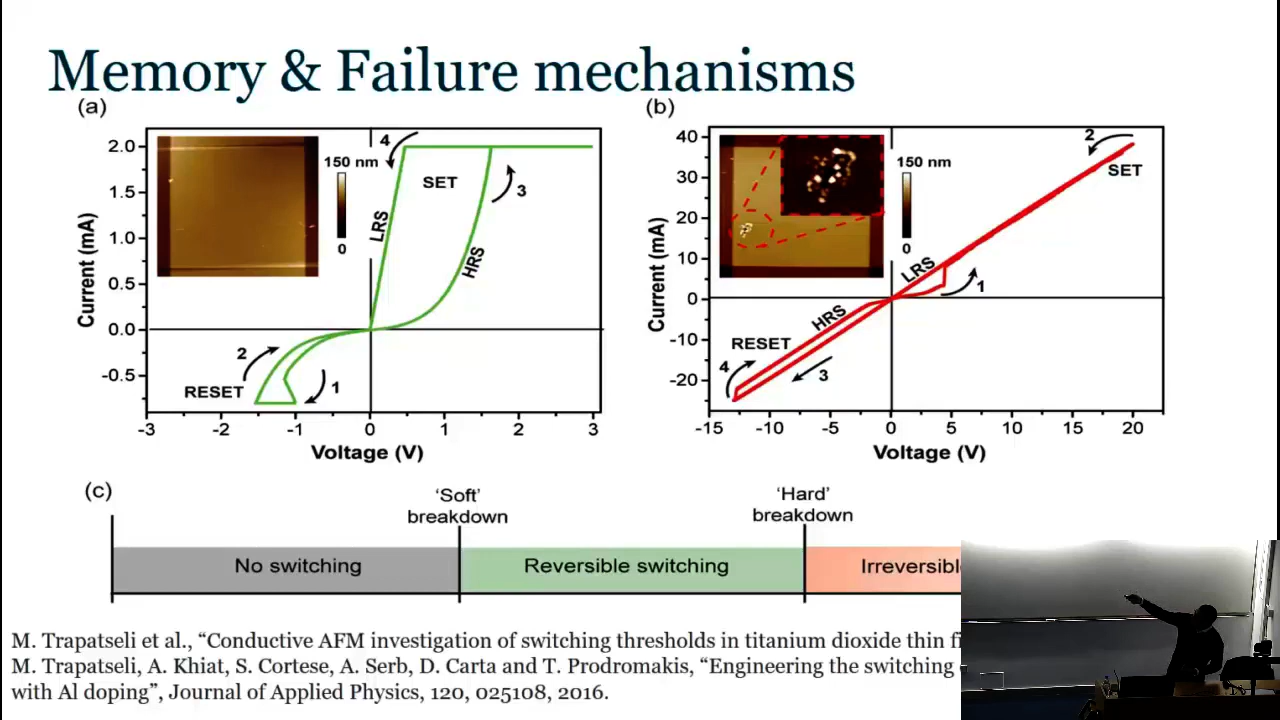 Memory & Failure mechanisms
(a)
(b)
2.0
1.5
1.0
0.5
0.0
-0.5
Current (mA)
-3
-2
-1
0
1
2
3
Voltage (V)
150 nm
0
4
SET
3
LRS
HRS
2
RESET
1
40
30
20
10
0
-10
-20
Current (mA)
-15
-10
-5
0
5
10
15
20
Voltage (V)
150 nm
0
2
SET
LRS
1
HRS
RESET
4
3
(c)
'Soft'
breakdown
'Hard'
breakdown
No switching
Reversible switching
M. Trapatseli et al., “Conductive AFM investigation of switching thresholds in titanium dioxide thin
M. Trapatseli, A. Khiat, S. Cortese, A. Serb, D. Carta and T. Prodromakis, “Engineering the switching
with Al doping”, Journal of Applied Physics, 120, 025108, 2016.